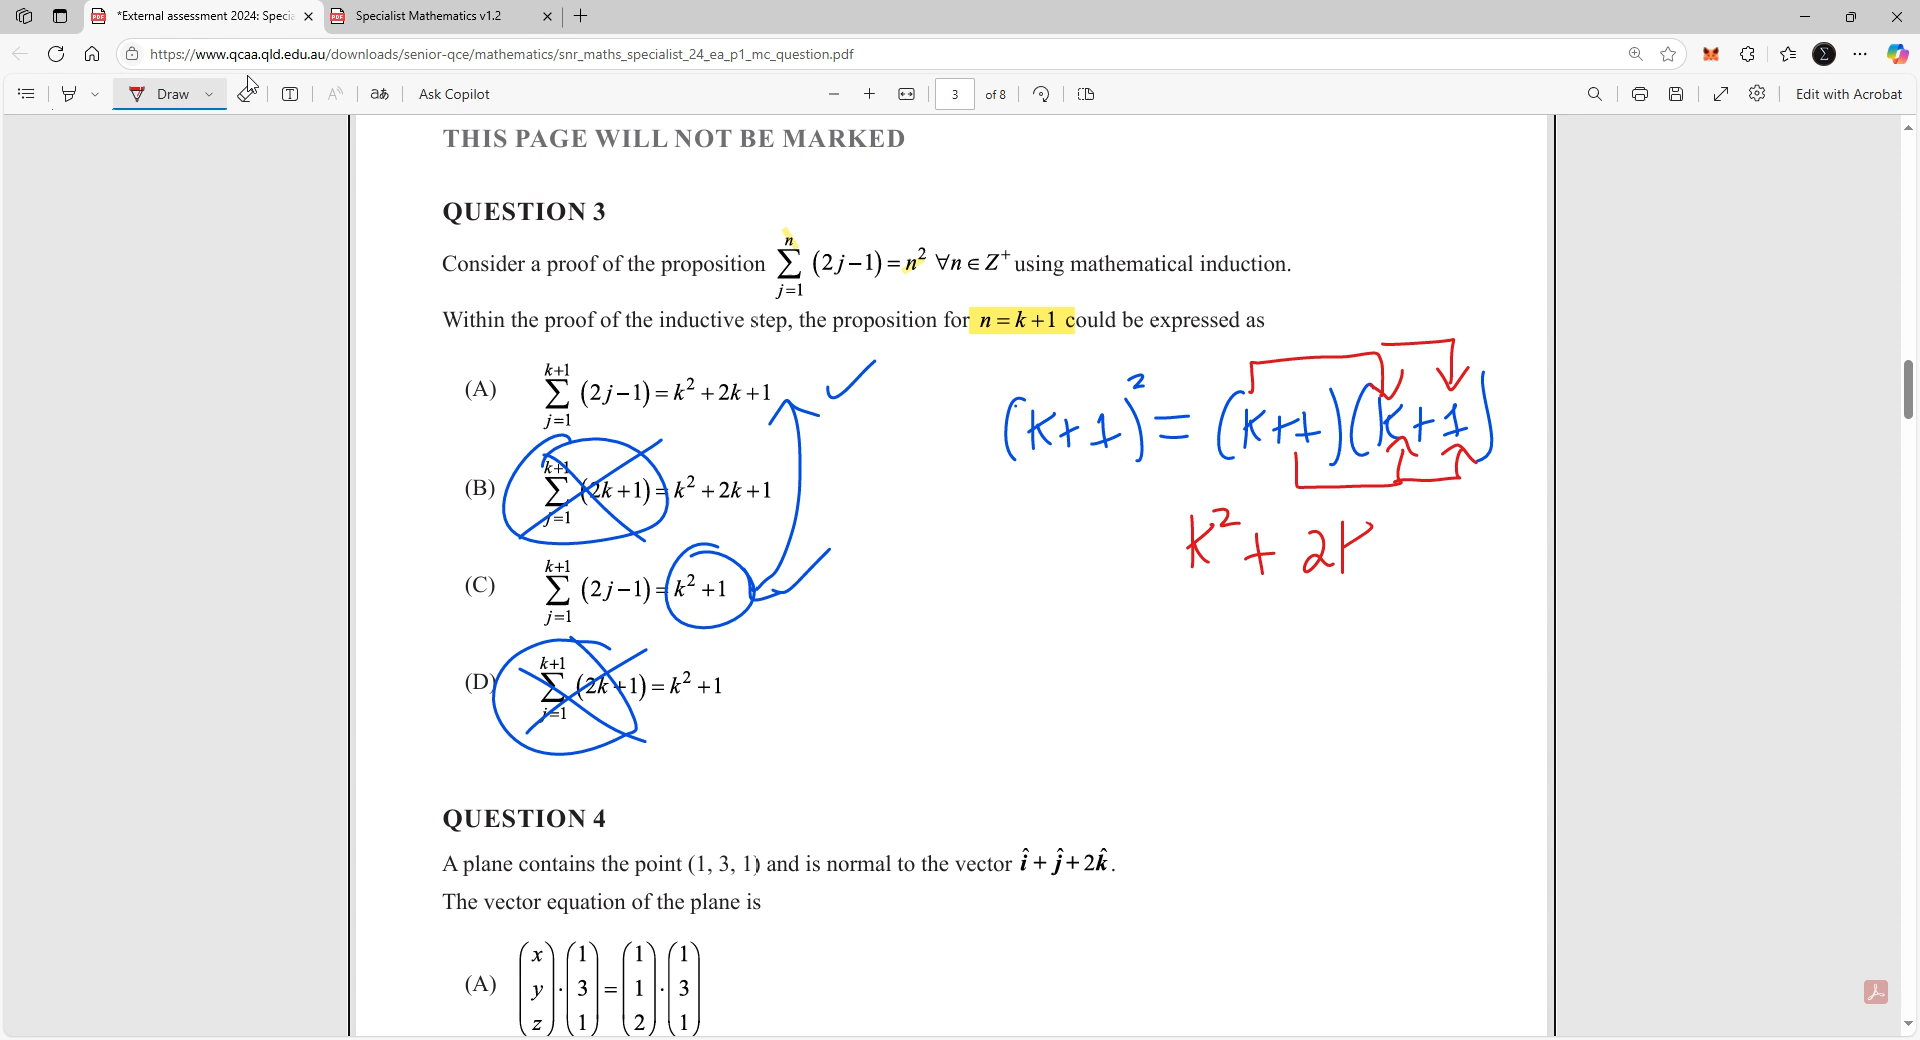 *External assessment 2024: Specia
Specialist Mathematics v1.2
https://www.qcaa.qld.edu.au/downloads/senior-qce/mathematics/snr_maths_specialist_24_ea_p1_mc_question.pdf
Draw
aあ
Ask Copilot
3 of 8
Edit with Acrobat
THIS PAGE WILL NOT BE MARKED
QUESTION 3
Consider a proof of the proposition ∑_{j=1}^{n} (2j−1) = n² ∀n ∈ Z⁺ using mathematical induction.
Within the proof of the inductive step, the proposition for n = k+1 could be expressed as
(A) ∑_{j=1}^{k+1} (2j−1) = k² + 2k + 1
(k+1)² = (k+1)(k+1)
(B) ∑_{j=1}^{k+1} (2k+1) = k² + 2k + 1
k² + 2k
(C) ∑_{j=1}^{k+1} (2j−1) = k² + 1
(D) ∑_{j=1}^{k+1} (2k+1) = k² + 1
QUESTION 4
A plane contains the point (1, 3, 1) and is normal to the vector î + ĵ + 2k̂.
The vector equation of the plane is
(A) (x y z) · (1 3 1) = (1 1 2) · (1 3 1)